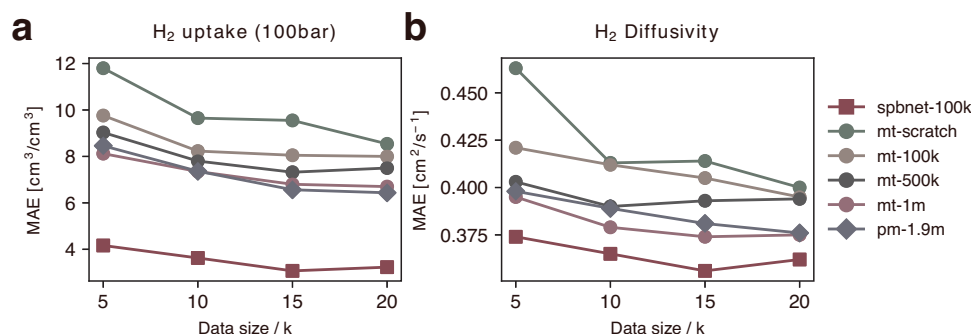 a
H₂ uptake (100bar)
MAE [cm³/cm³]
12
10
8
6
4
5
10
15
20
Data size / k
b
H₂ Diffusivity
MAE [cm²/s⁻¹]
0.450
0.425
0.400
0.375
5
10
15
20
Data size / k
spbnet-100k
mt-scratch
mt-100k
mt-500k
mt-1m
pm-1.9m